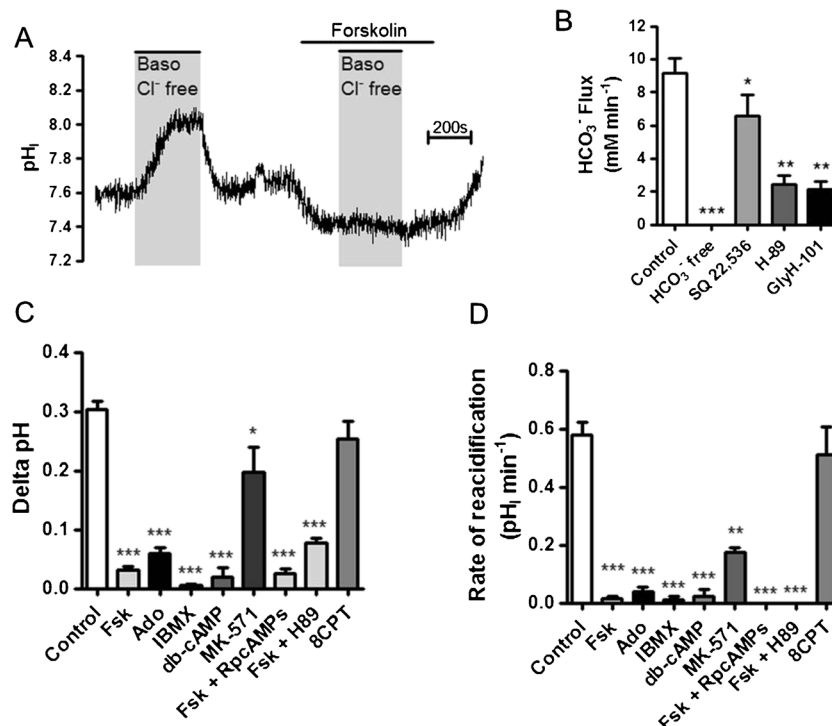 A
Forskolin
Baso
Cl⁻ free
Baso
Cl⁻ free
200s
pHi
8.4
8.0
7.6
7.4
7.2
B
HCO₃⁻ Flux
(mM min⁻¹)
12
10
8
6
4
2
0
*
**
**
***
Control
HCO₃⁻ free
SQ 22,536
H-89
GlyH-101
C
Delta pH
0.4
0.3
0.2
0.1
0.0
***
***
***
***
*
***
***
Control
Fsk
Ado
IBMX
db-cAMP
MK-571
Fsk + RpcAMPs
Fsk + H89
8CPT
D
Rate of reacidification
(pHi min⁻¹)
0.8
0.6
0.4
0.2
0.0
***
***
***
***
**
***
***
Control
Fsk
Ado
IBMX
db-cAMP
MK-571
Fsk + RpcAMPs
Fsk + H89
8CPT